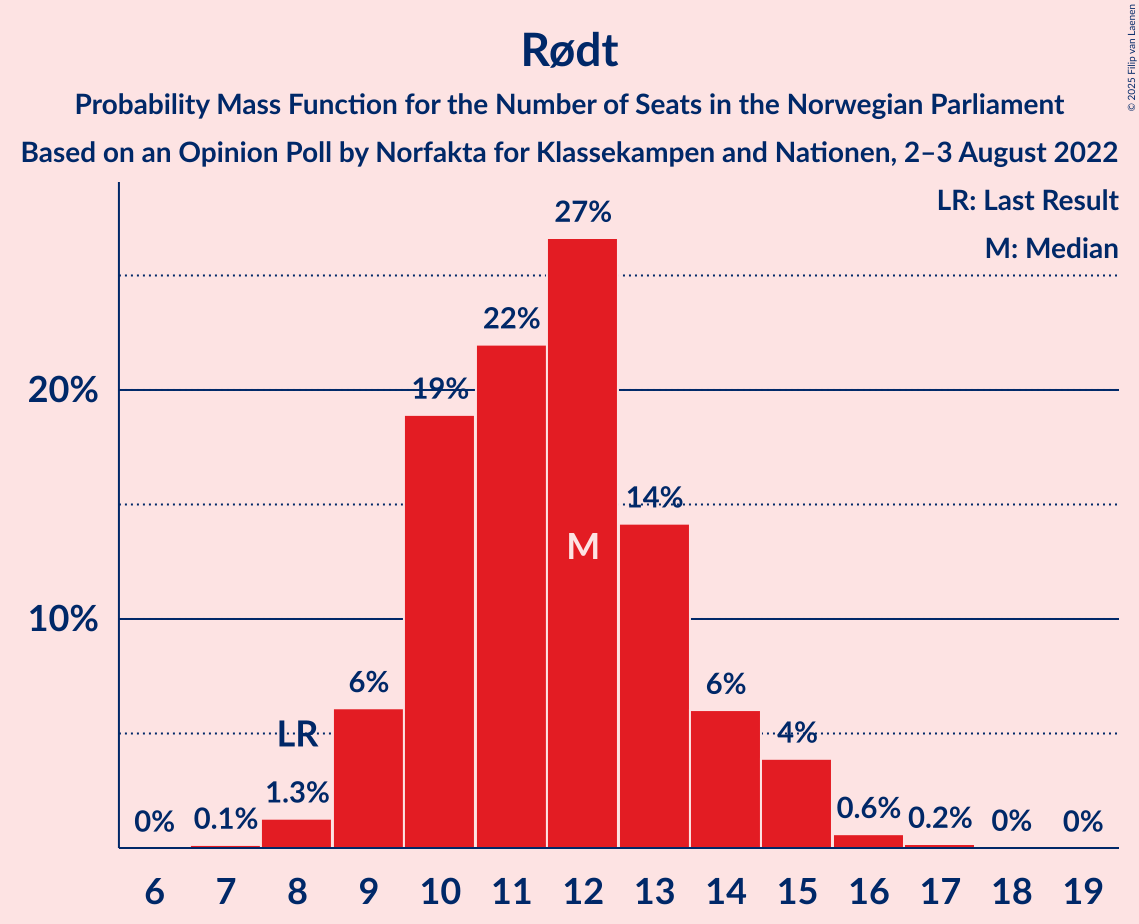 Rødt
Probability Mass Function for the Number of Seats in the Norwegian Parliament
Based on an Opinion Poll by Norfakta for Klassekampen and Nationen, 2–3 August 2022
© 2025 Filip van Laenen
LR: Last Result
M: Median
27%
22%
20%
19%
14%
M
10%
6%
6%
LR
4%
1.3%
0%
0.1%
0.6%
0.2%
0%
0%
6 7 8 9 10 11 12 13 14 15 16 17 18 19